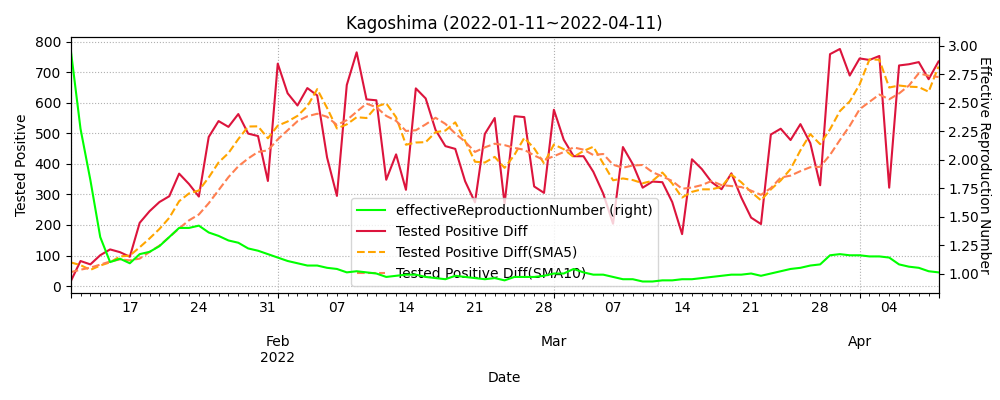 Kagoshima (2022-01-11~2022-04-11)
800
700
600
500
400
300
200
100
0
Tested Positive
3.00
2.75
2.50
2.25
2.00
1.75
1.50
1.25
1.00
Effective Reproduction Number
effectiveReproductionNumber (right)
Tested Positive Diff
Tested Positive Diff(SMA5)
Tested Positive Diff(SMA10)
17 24 31 07 14 21 28 07 14 21 28 04
Feb Mar Apr
2022
Date